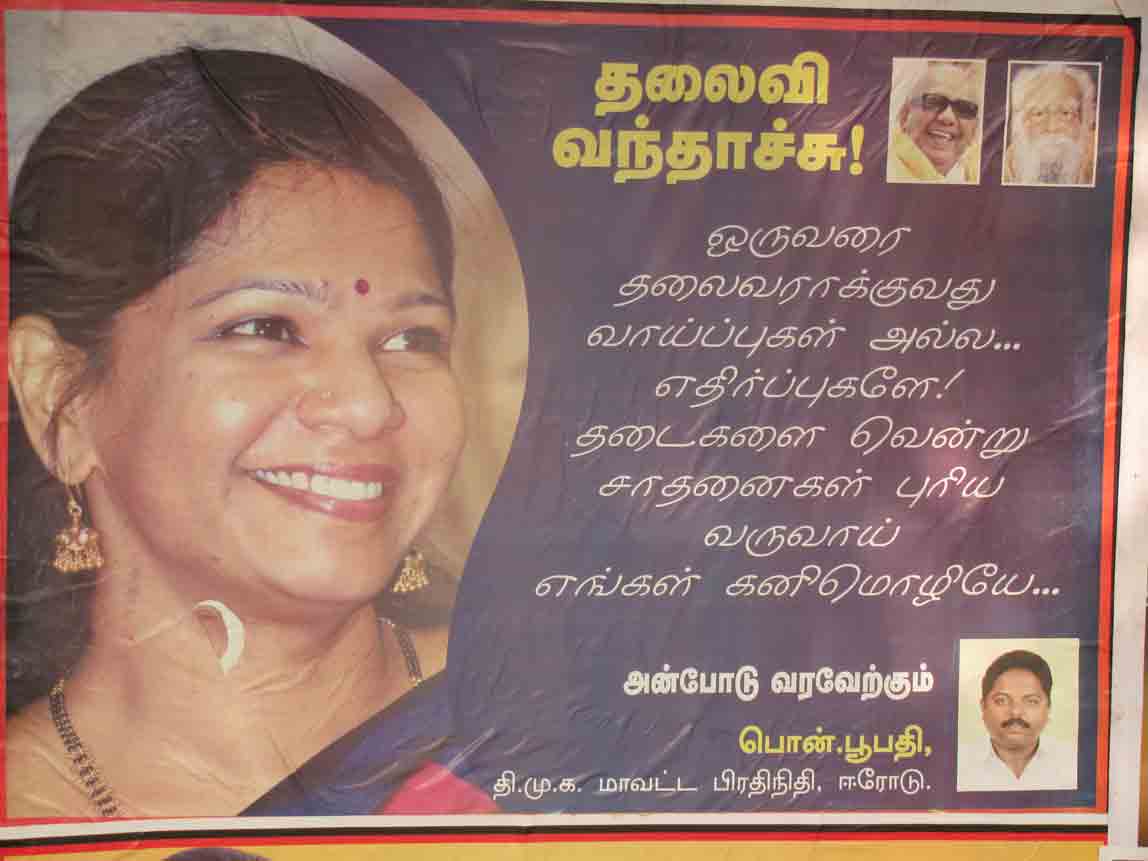 தலைவி
வந்தாச்சு!
ஒருவரை
தலைவராக்குவது
வாய்ப்புகள் அல்ல...
எதிர்ப்புகளே!
தடைகளை வென்று
சாதனைகள் புரிய
வருவாய்
எங்கள் கனிமொழியே...
அன்போடு வரவேற்கும்
பொன்.பூபதி,
தி.மு.க. மாவட்ட பிரதிநிதி, ஈரோடு.